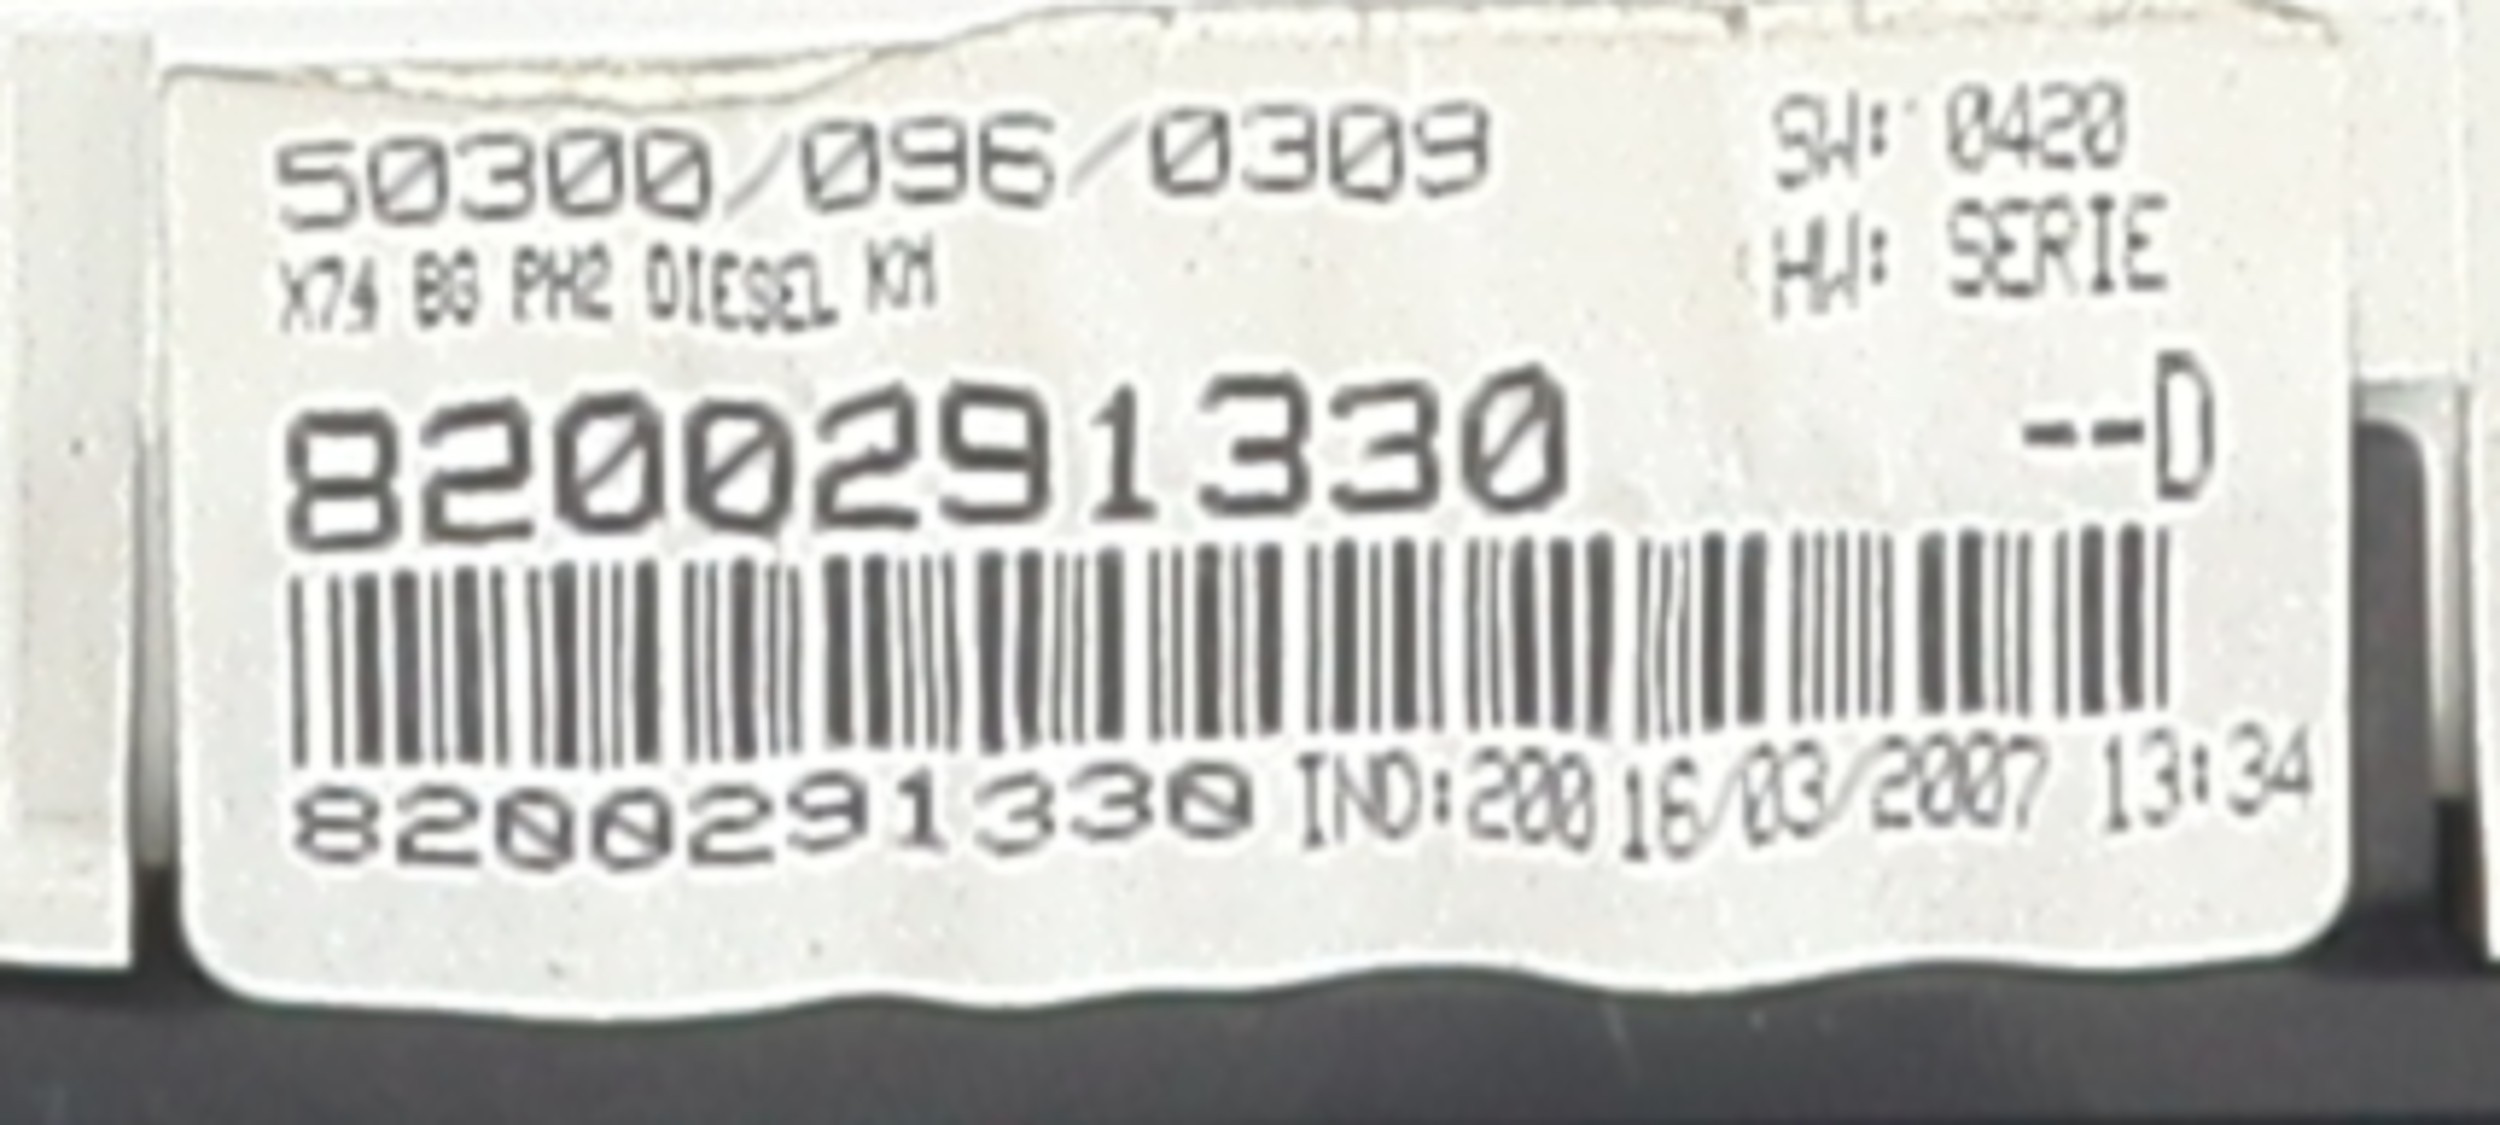 50300/096/0309
SW: 0420
X74 BG PH2 DIESEL KM
HW: SERIE
8200291330
--D
8200291330 IND:200 16/03/2007 13:34